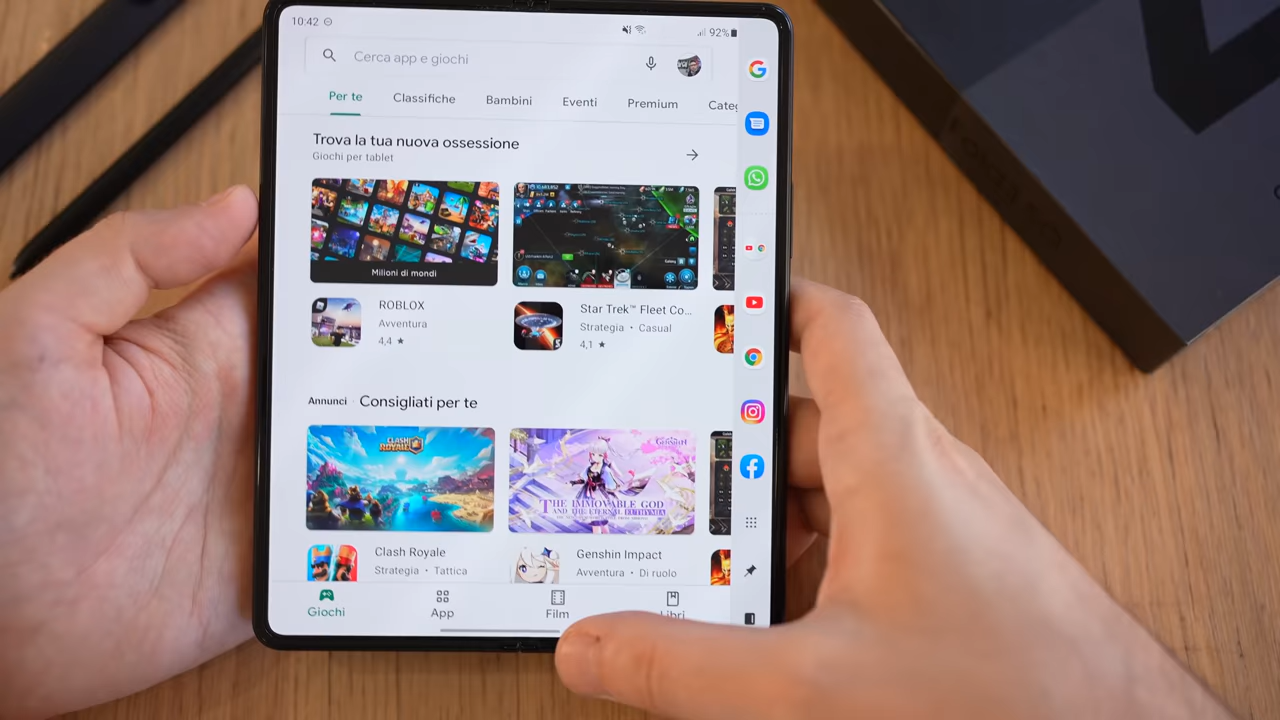 10:42
92%
Cerca app e giochi
Per te
Classifiche
Bambini
Eventi
Premium
Categ
Trova la tua nuova ossessione
Giochi per tablet
Milioni di mondi
ROBLOX
Avventura
4,4 ★
Star Trek™ Fleet Co...
Strategia • Casual
4,1 ★
Annunci · Consigliati per te
CLASH ROYALE
GENSHIN
THE IMMOVABLE GOD
AND THE ETERNAL EUTHYMIA
Clash Royale
Strategia • Tattica
Genshin Impact
Avventura • Di ruolo
Giochi
App
Film
Libri